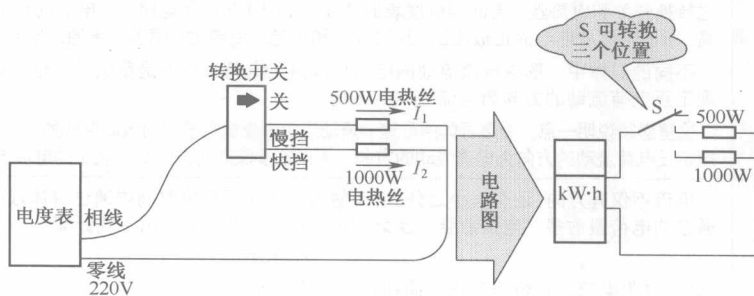 S 可转换
三个位置
转换开关
关
500W电热丝
I₁
慢挡
快挡
I₂
1000W
电热丝
电度表
相线
零线
220V
电路图
kW·h
S
500W
1000W